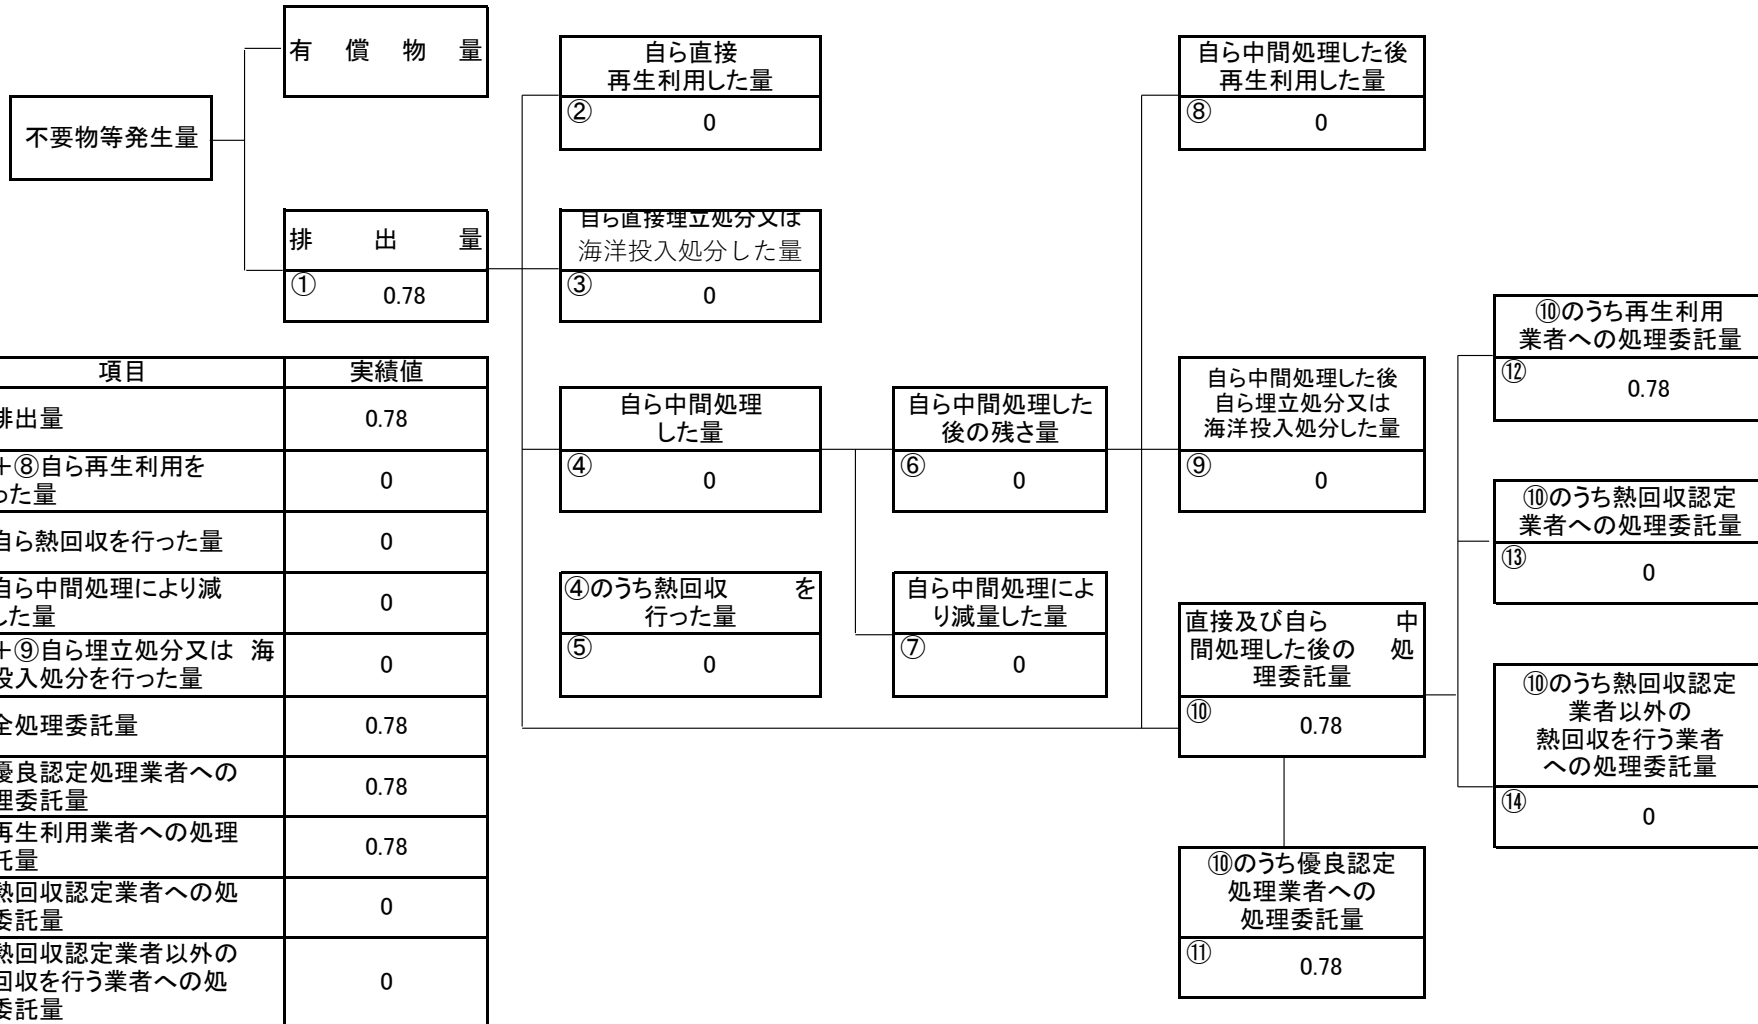 有 償 物 量
不要物等発生量
排 出 量
① 0.78
自ら直接
再生利用した量
② 0
自ら直接埋立処分又は
海洋投入処分した量
③ 0
自ら中間処理
した量
④ 0
④のうち熱回収 を
行った量
⑤ 0
自ら中間処理した
後の残さ量
⑥ 0
自ら中間処理によ
り減量した量
⑦ 0
自ら中間処理した後
再生利用した量
⑧ 0
自ら中間処理した後
自ら埋立処分又は
海洋投入処分した量
⑨ 0
直接及び自ら 中
間処理した後の 処
理委託量
⑩ 0.78
⑩のうち優良認定
処理業者への
処理委託量
⑪ 0.78
⑩のうち再生利用
業者への処理委託量
⑫ 0.78
⑩のうち熱回収認定
業者への処理委託量
⑬ 0
⑩のうち熱回収認定
業者以外の
熱回収を行う業者
への処理委託量
⑭ 0
項目 実績値
排出量 0.78
+⑧自ら再生利用を
った量 0
自ら熱回収を行った量 0
自ら中間処理により減
した量 0
+⑨自ら埋立処分又は 海
投入処分を行った量 0
全処理委託量 0.78
優良認定処理業者への
理委託量 0.78
再生利用業者への処理
託量 0.78
熱回収認定業者への処
委託量 0
熱回収認定業者以外の
回収を行う業者への処
委託量 0